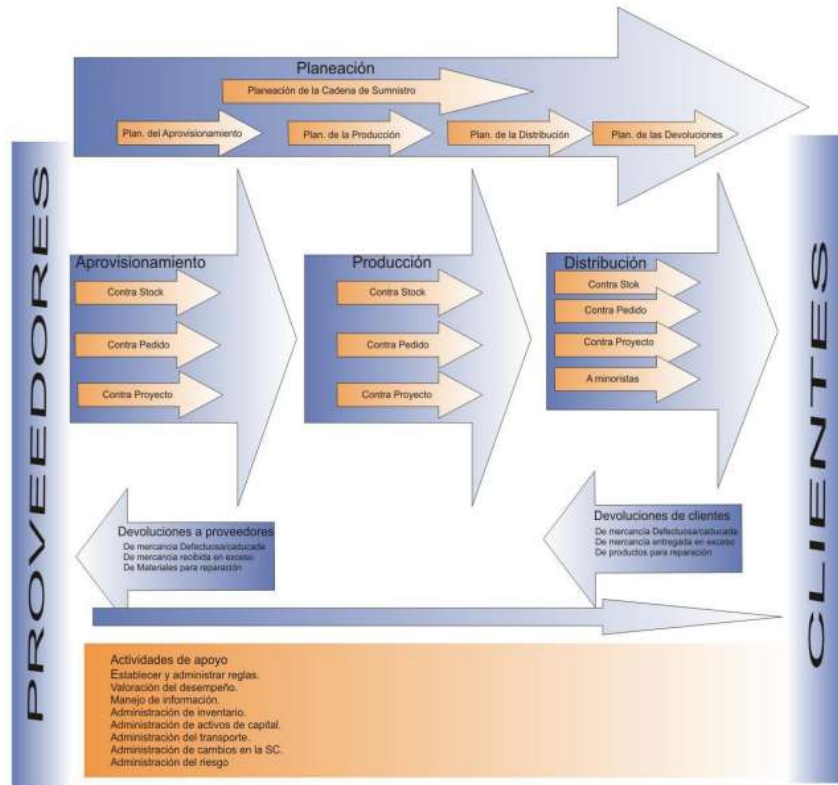 Planeación
Planeación de la Cadena de Sumnistro
Plan. del Aprovisionamiento
Plan. de la Producción
Plan. de la Distribución
Plan. de las Devoluciones
PROVEEDORES
Aprovisionamiento
Contra Stock
Contra Pedido
Contra Proyecto
Producción
Contra Stock
Contra Pedido
Contra Proyecto
Distribución
Contra Stok
Contra Pedido
Contra Proyecto
A minoristas
CLIENTES
Devoluciones a proveedores
De mercancia Defectuosa/caducada
De mercancia recibida en exceso
De Materiales para reparación
Devoluciones de clientes
De mercancia Defectuosa/caducada
De mercancia entregada en exceso
De productos para reparación
Actividades de apoyo
Establecer y administrar reglas.
Valoración del desempeño.
Manejo de información.
Administración de inventario.
Administración de activos de capital.
Administración del transporte.
Administración de cambios en la SC.
Administración del riesgo